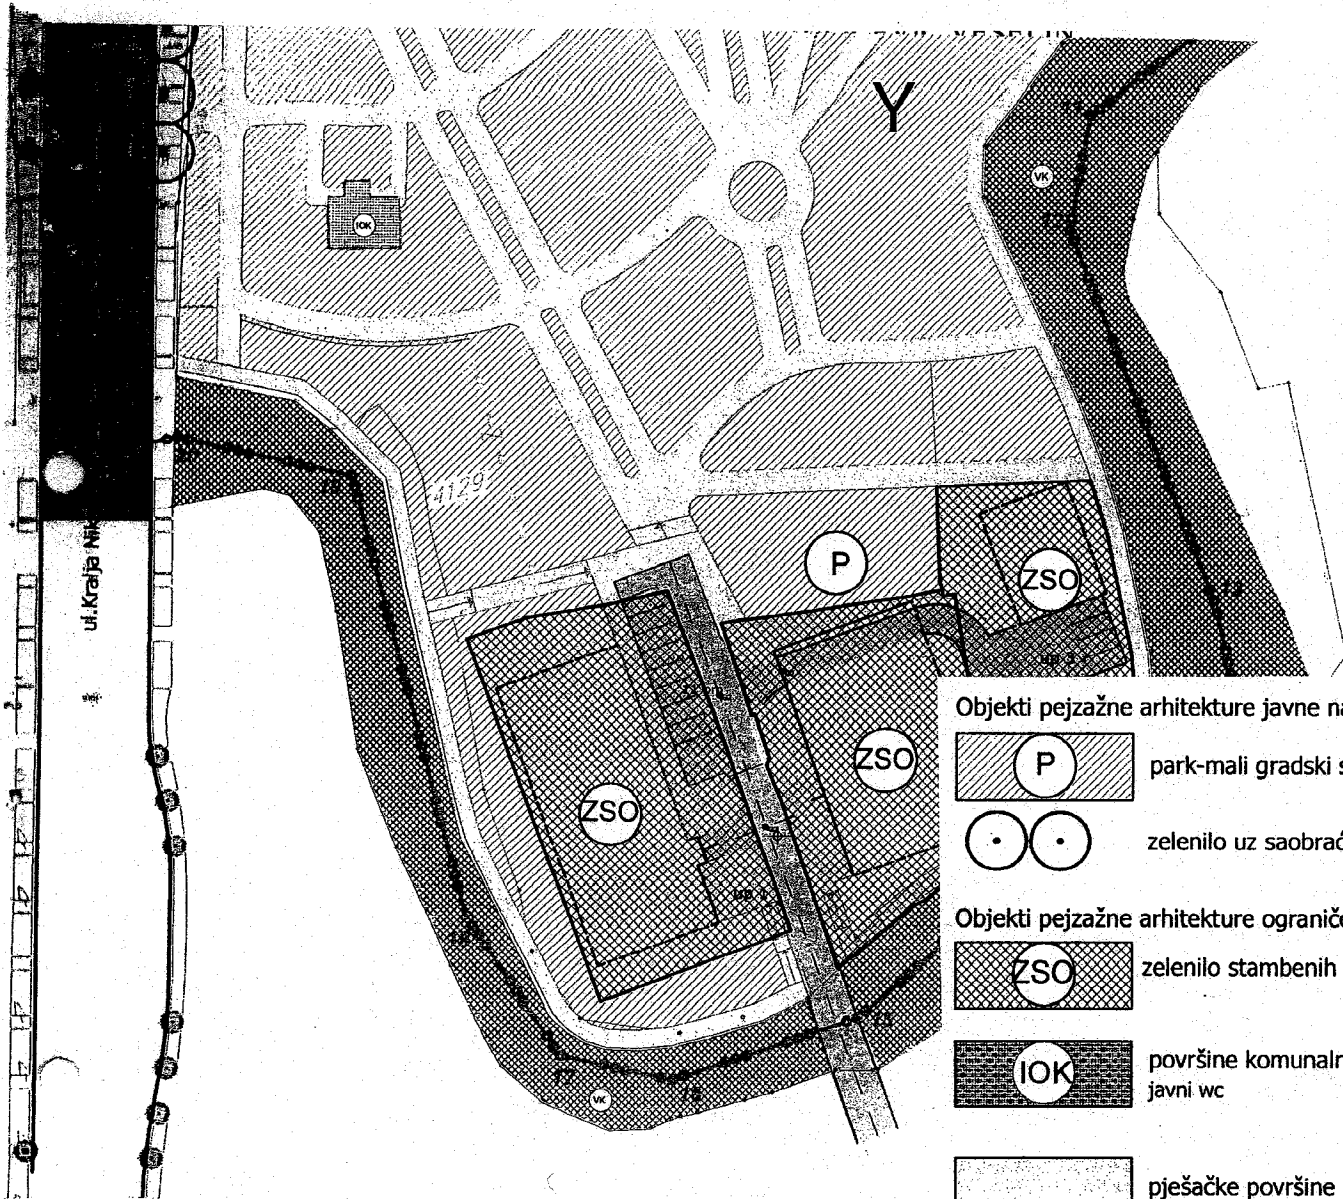 Y
VK
IOK
4129
P
ZSO
ul.Kralja Nik
ZSO
ZSO
17
VK
Objekti pejzažne arhitekture javne na
P park-mali gradski s
zelenilo uz saobrać
Objekti pejzažne arhitekture ograniče
ZSO zelenilo stambenih
IOK površine komunaln
javni wc
pješačke površine